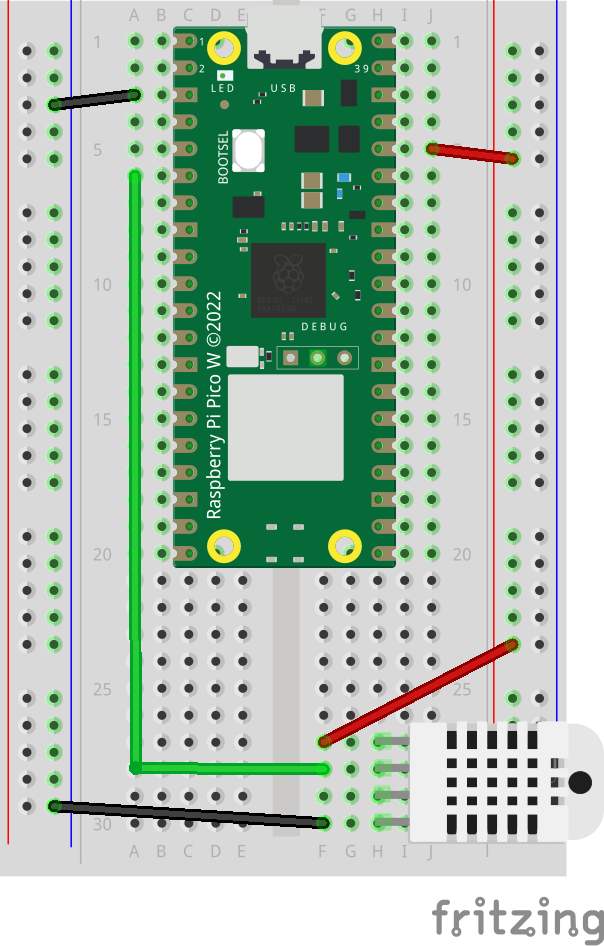 A B C D E F G H I J
1 1 1
2 39
LED USB
BOOTSEL
5 5
10 10
DEBUG
Raspberry Pi Pico W ©2022
15 15
20 20
25 25
30
A B C D E F G H I J
fritzing